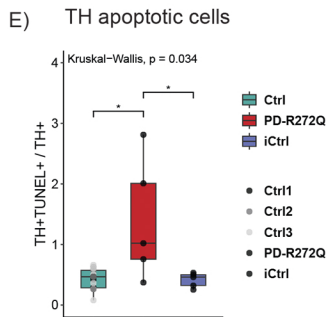 E) TH apoptotic cells
Kruskal−Wallis, p = 0.034
* *
TH+TUNEL+ / TH+
4
3
2
1
0
Ctrl
PD-R272Q
iCtrl
Ctrl1
Ctrl2
Ctrl3
PD-R272Q
iCtrl